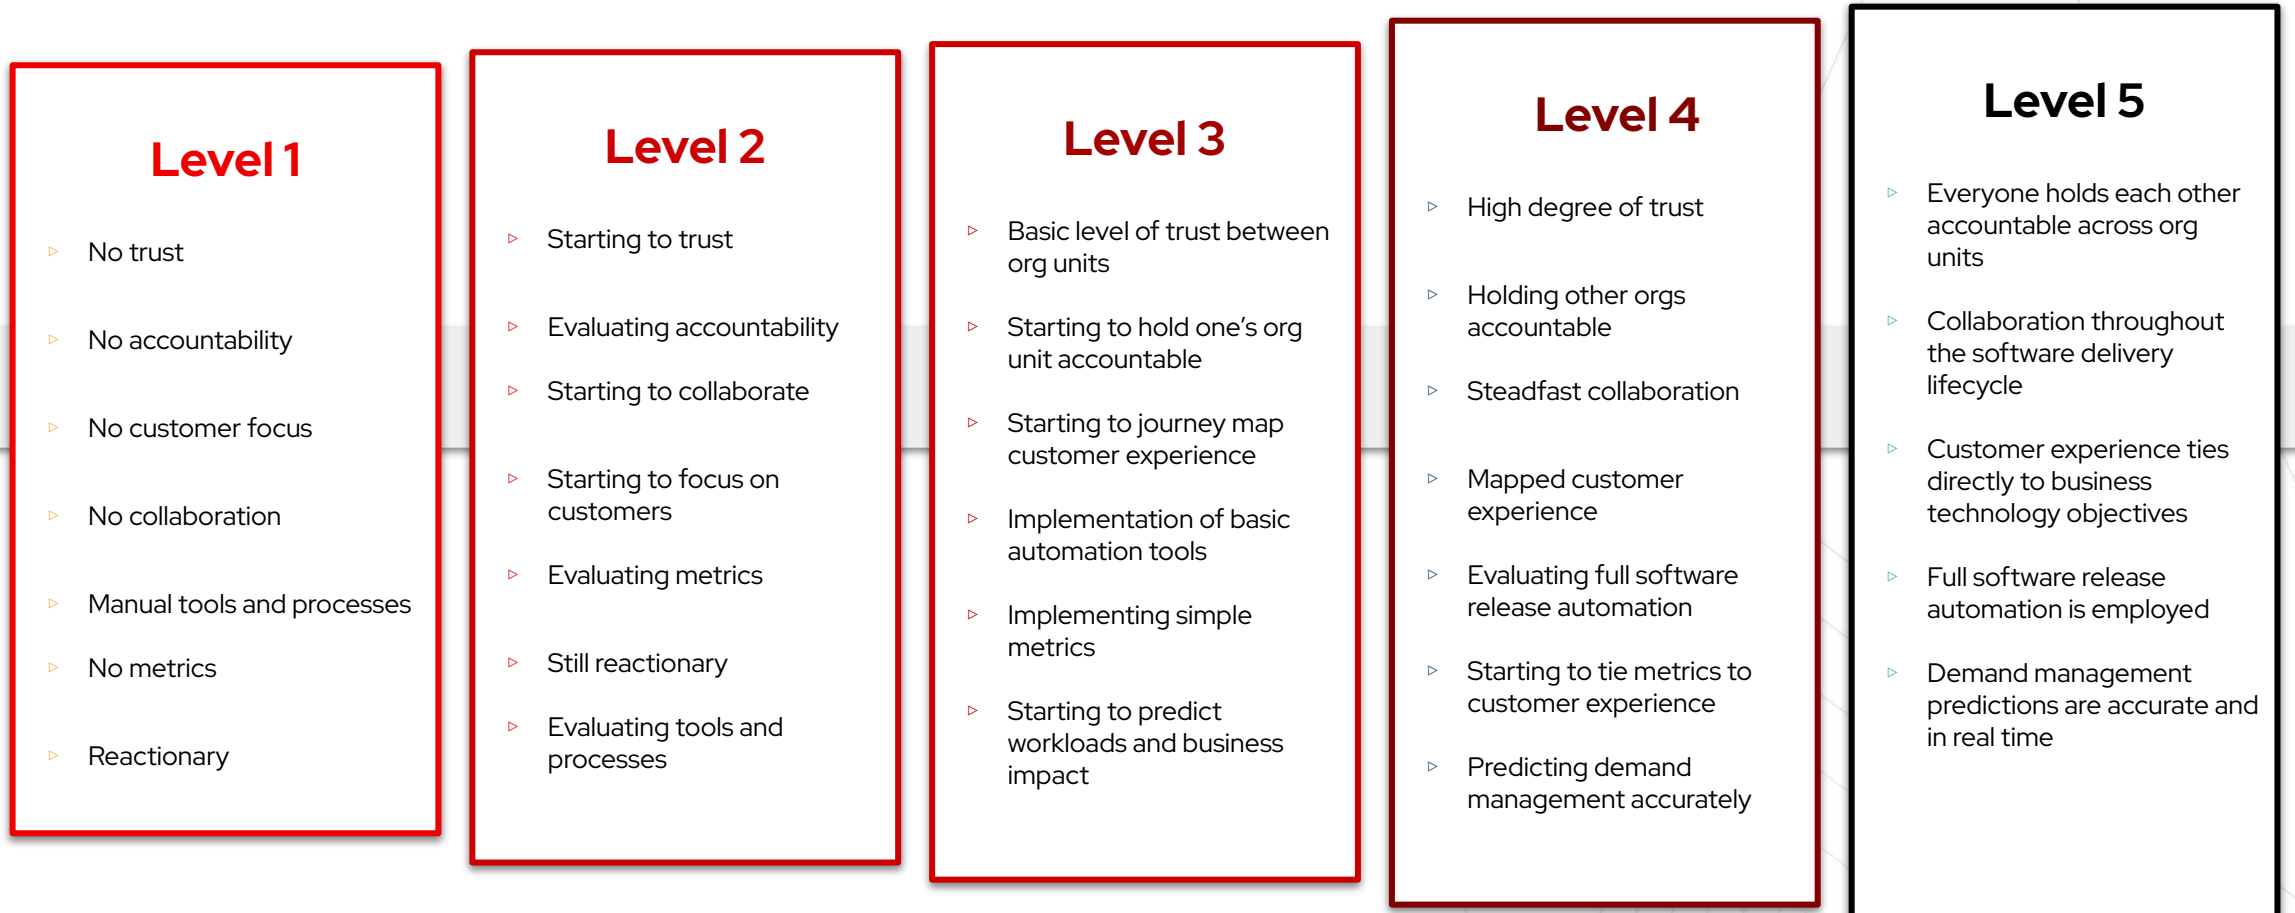 Level 1
No trust
No accountability
No customer focus
No collaboration
Manual tools and processes
No metrics
Reactionary
Level 2
Starting to trust
Evaluating accountability
Starting to collaborate
Starting to focus on
customers
Evaluating metrics
Still reactionary
Evaluating tools and
processes
Level 3
Basic level of trust between
org units
Starting to hold one’s org
unit accountable
Starting to journey map
customer experience
Implementation of basic
automation tools
Implementing simple
metrics
Starting to predict
workloads and business
impact
Level 4
High degree of trust
Holding other orgs
accountable
Steadfast collaboration
Mapped customer
experience
Evaluating full software
release automation
Starting to tie metrics to
customer experience
Predicting demand
management accurately
Level 5
Everyone holds each other
accountable across org
units
Collaboration throughout
the software delivery
lifecycle
Customer experience ties
directly to business
technology objectives
Full software release
automation is employed
Demand management
predictions are accurate and
in real time